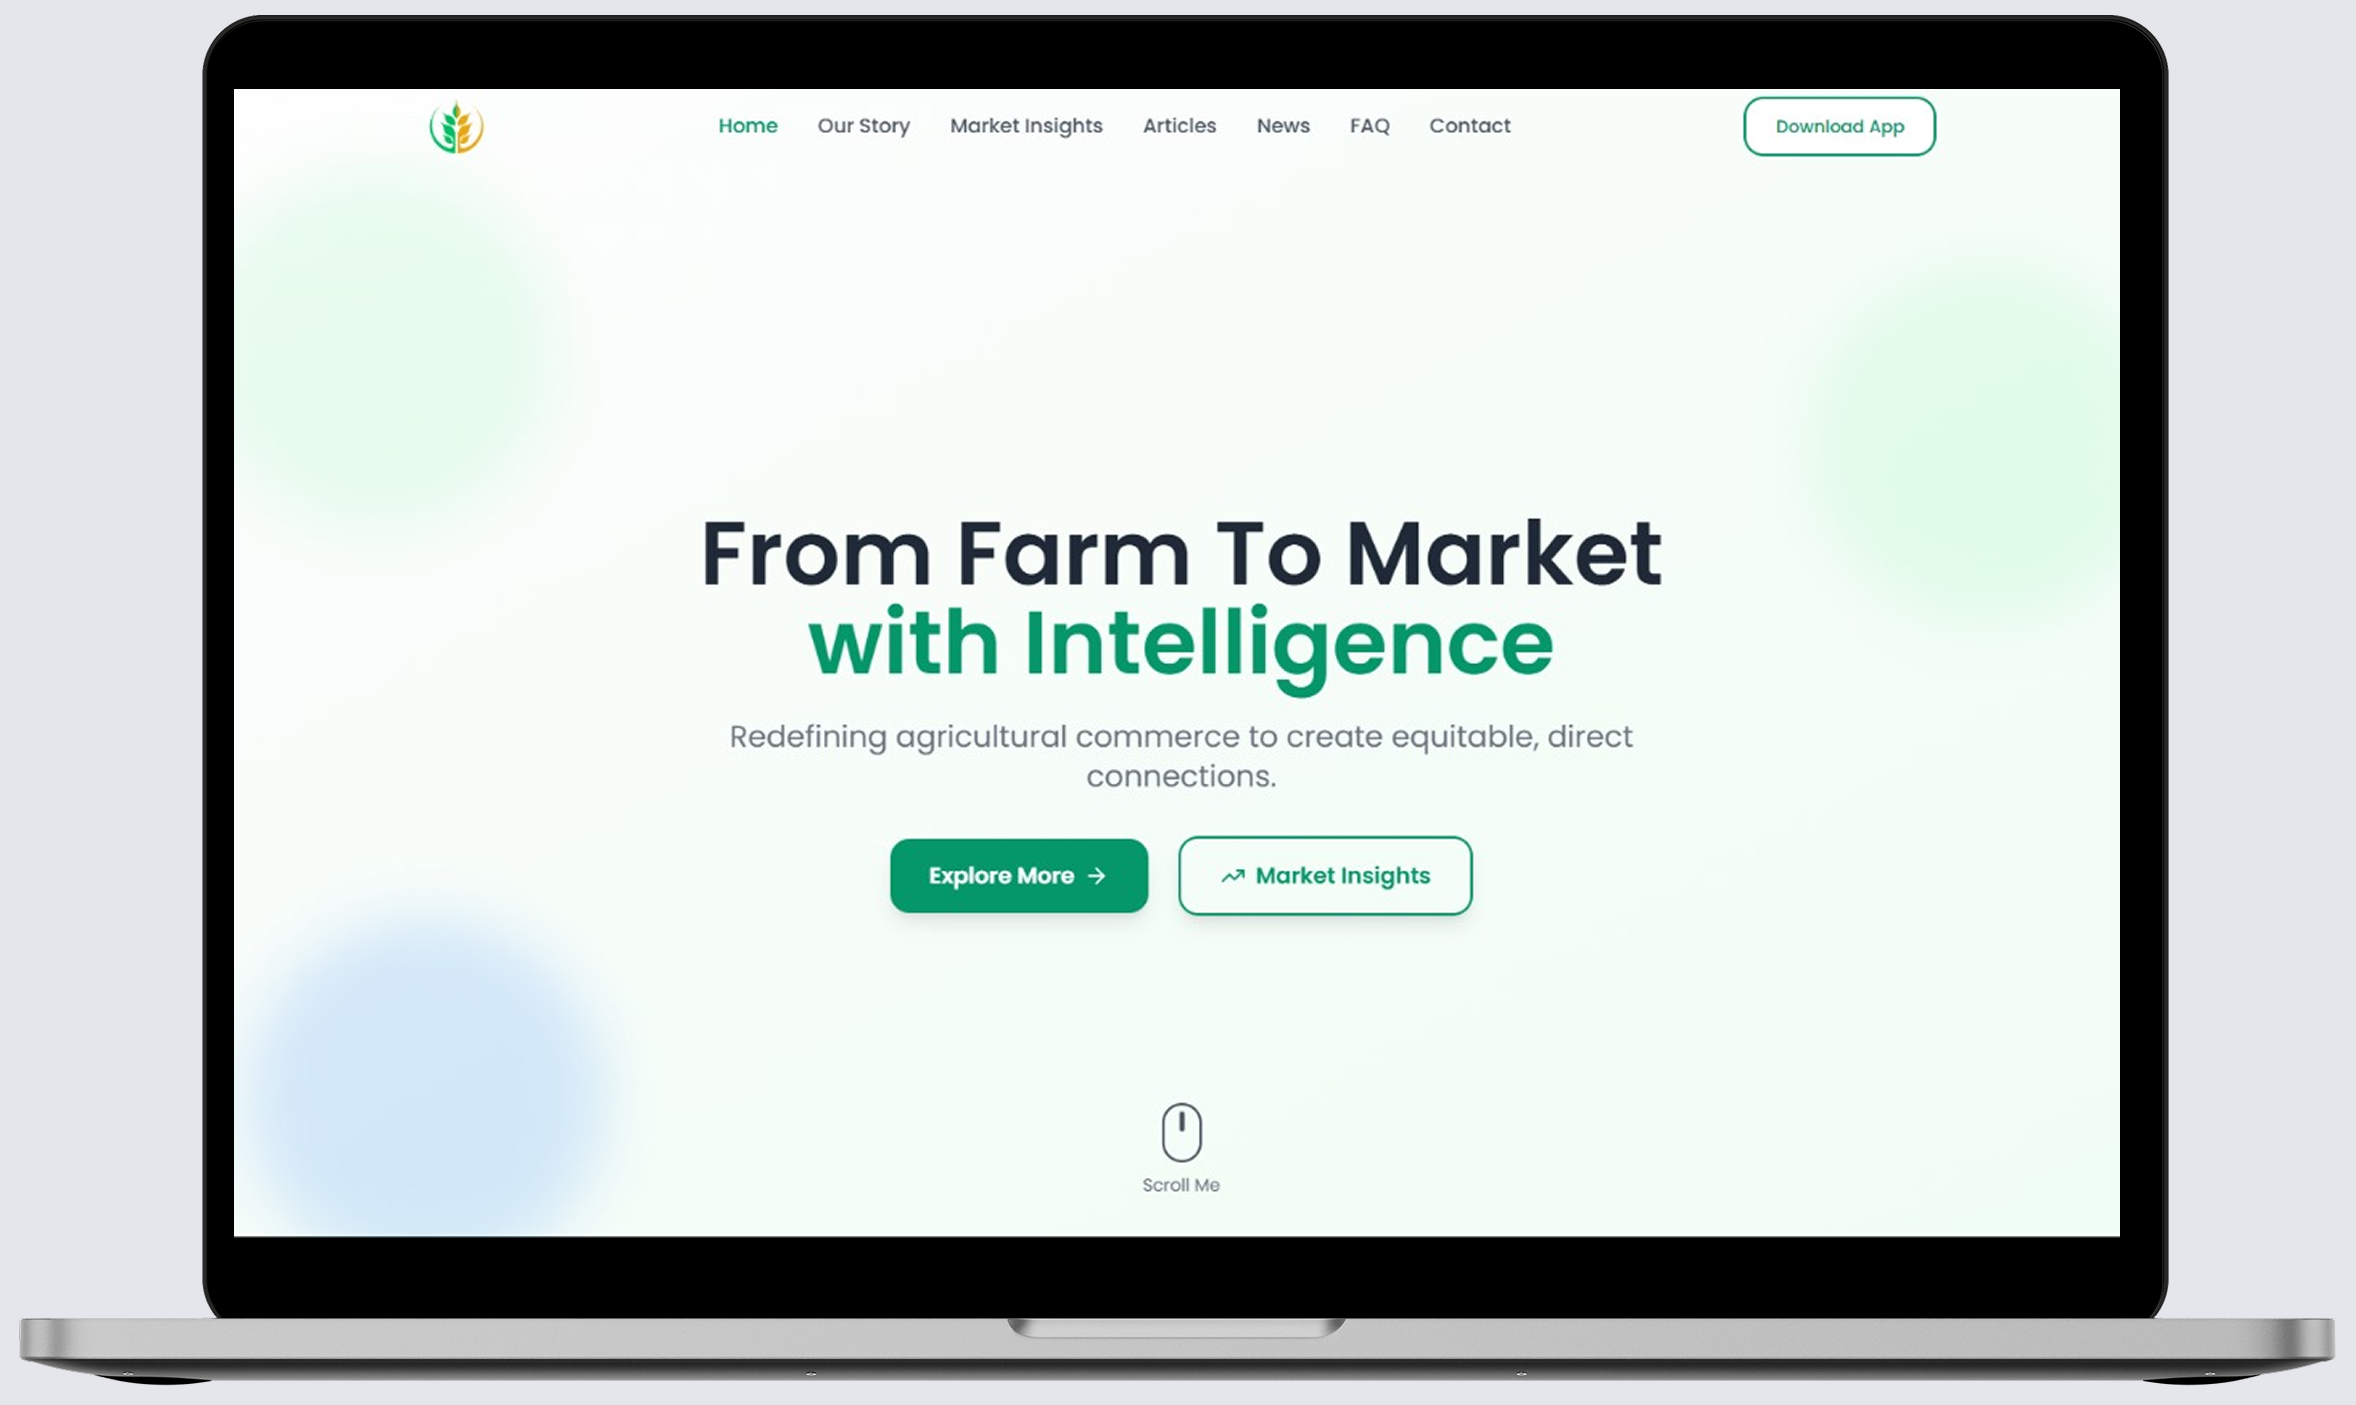 Home Our Story Market Insights Articles News FAQ Contact Download App
From Farm To Market
with Intelligence
Redefining agricultural commerce to create equitable, direct
connections.
Explore More → Market Insights
Scroll Me